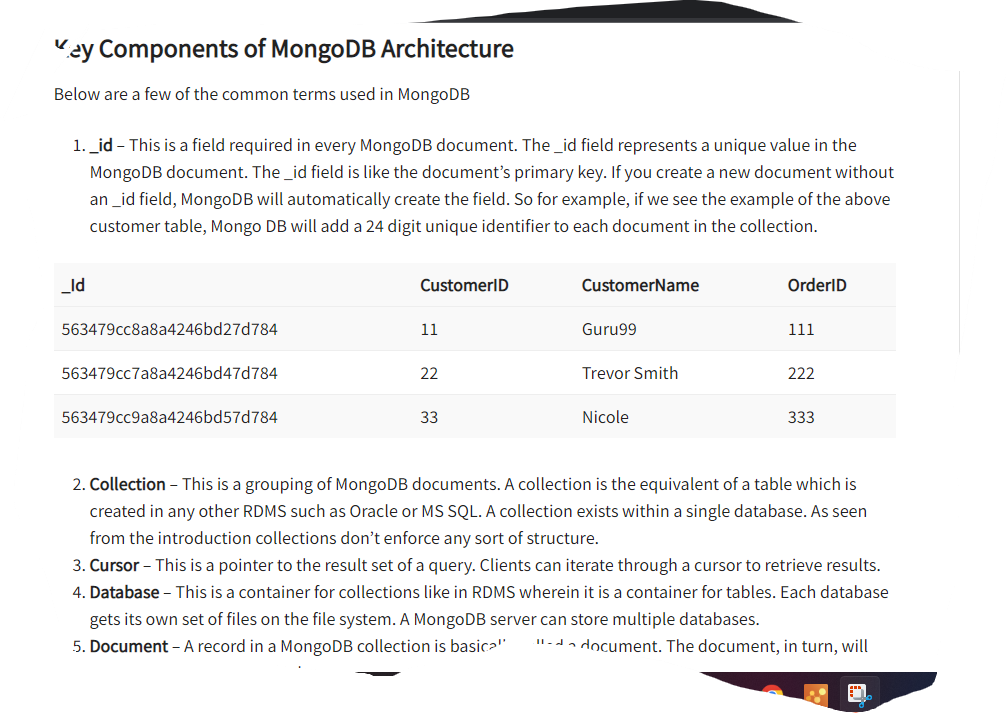 Key Components of MongoDB Architecture
Below are a few of the common terms used in MongoDB
1. _id – This is a field required in every MongoDB document. The _id field represents a unique value in the
MongoDB document. The _id field is like the document’s primary key. If you create a new document without
an _id field, MongoDB will automatically create the field. So for example, if we see the example of the above
customer table, Mongo DB will add a 24 digit unique identifier to each document in the collection.
_Id CustomerID CustomerName OrderID
563479cc8a8a4246bd27d784 11 Guru99 111
563479cc7a8a4246bd47d784 22 Trevor Smith 222
563479cc9a8a4246bd57d784 33 Nicole 333
2. Collection – This is a grouping of MongoDB documents. A collection is the equivalent of a table which is
created in any other RDMS such as Oracle or MS SQL. A collection exists within a single database. As seen
from the introduction collections don’t enforce any sort of structure.
3. Cursor – This is a pointer to the result set of a query. Clients can iterate through a cursor to retrieve results.
4. Database – This is a container for collections like in RDMS wherein it is a container for tables. Each database
gets its own set of files on the file system. A MongoDB server can store multiple databases.
5. Document – A record in a MongoDB collection is basically called a document. The document, in turn, will